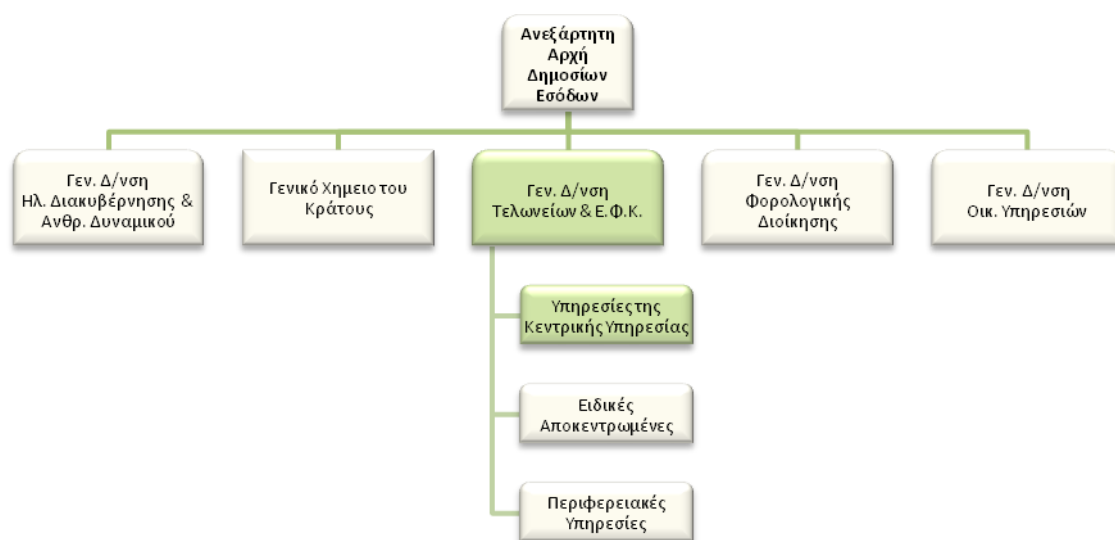 Ανεξάρτητη
Αρχή
Δημοσίων
Εσόδων
Γεν. Δ/νση
Ηλ. Διακυβέρνησης &
Ανθρ. Δυναμικού
Γενικό Χημειο του
Κράτους
Γεν. Δ/νση
Τελωνείων & Ε.Φ.Κ.
Γεν. Δ/νση
Φορολογικής
Διοίκησης
Γεν. Δ/νση
Οικ. Υπηρεσιών
Υπηρεσίες της
Κεντρικής Υπηρεσίας
Ειδικές
Αποκεντρωμένες
Περιφερειακές
Υπηρεσίες